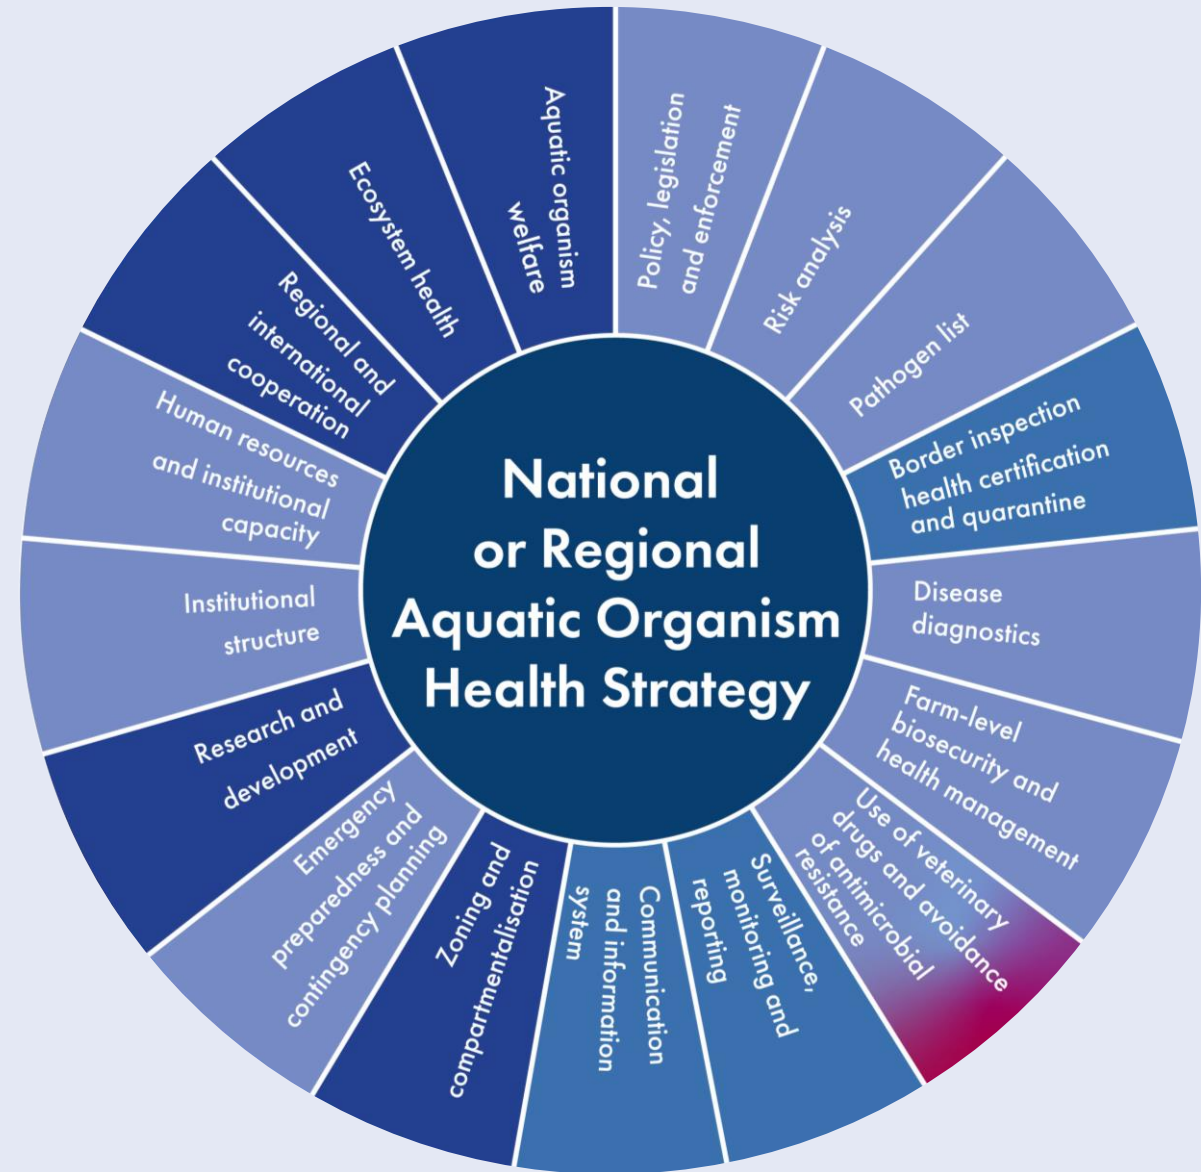 National
or Regional
Aquatic Organism
Health Strategy
Policy, legislation
and enforcement
Risk analysis
Pathogen list
Border inspection
health certification
and quarantine
Disease
diagnostics
Farm-level
biosecurity and
health management
Use of veterinary
drugs and avoidance
of antimicrobial
resistance
Surveillance,
monitoring and
reporting
Communication
and information
system
Zoning and
compartmentalisation
Emergency
preparedness and
contingency planning
Research and
development
Institutional
structure
Human resources
and institutional
capacity
Regional and
international
cooperation
Ecosystem health
Aquatic organism
welfare